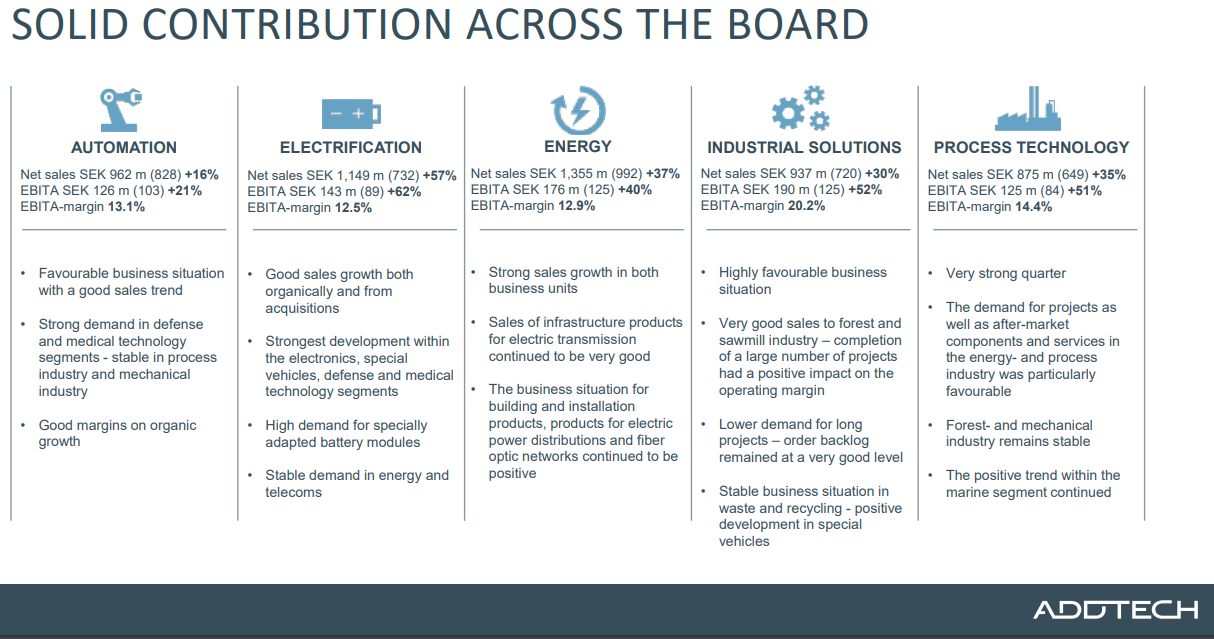 SOLID CONTRIBUTION ACROSS THE BOARD
AUTOMATION
Net sales SEK 962 m (828) +16%
EBITA SEK 126 m (103) +21%
EBITA-margin 13.1%
• Favourable business situation
with a good sales trend
• Strong demand in defense
and medical technology
segments - stable in process
industry and mechanical
industry
• Good margins on organic
growth
ELECTRIFICATION
Net sales SEK 1,149 m (732) +57%
EBITA SEK 143 m (89) +62%
EBITA-margin 12.5%
• Good sales growth both
organically and from
acquisitions
• Strongest development within
the electronics, special
vehicles, defense and medical
technology segments
• High demand for specially
adapted battery modules
• Stable demand in energy and
telecoms
ENERGY
Net sales SEK 1,355 m (992) +37%
EBITA SEK 176 m (125) +40%
EBITA-margin 12.9%
• Strong sales growth in both
business units
• Sales of infrastructure products
for electric transmission
continued to be very good
• The business situation for
building and installation
products, products for electric
power distributions and fiber
optic networks continued to be
positive
INDUSTRIAL SOLUTIONS
Net sales SEK 937 m (720) +30%
EBITA SEK 190 m (125) +52%
EBITA-margin 20.2%
• Highly favourable business
situation
• Very good sales to forest and
sawmill industry – completion
of a large number of projects
had a positive impact on the
operating margin
• Lower demand for long
projects – order backlog
remained at a very good level
• Stable business situation in
waste and recycling - positive
development in special
vehicles
PROCESS TECHNOLOGY
Net sales SEK 875 m (649) +35%
EBITA SEK 125 m (84) +51%
EBITA-margin 14.4%
• Very strong quarter
• The demand for projects as
well as after-market
components and services in
the energy- and process
industry was particularly
favourable
• Forest- and mechanical
industry remains stable
• The positive trend within the
marine segment continued
ADDTECH